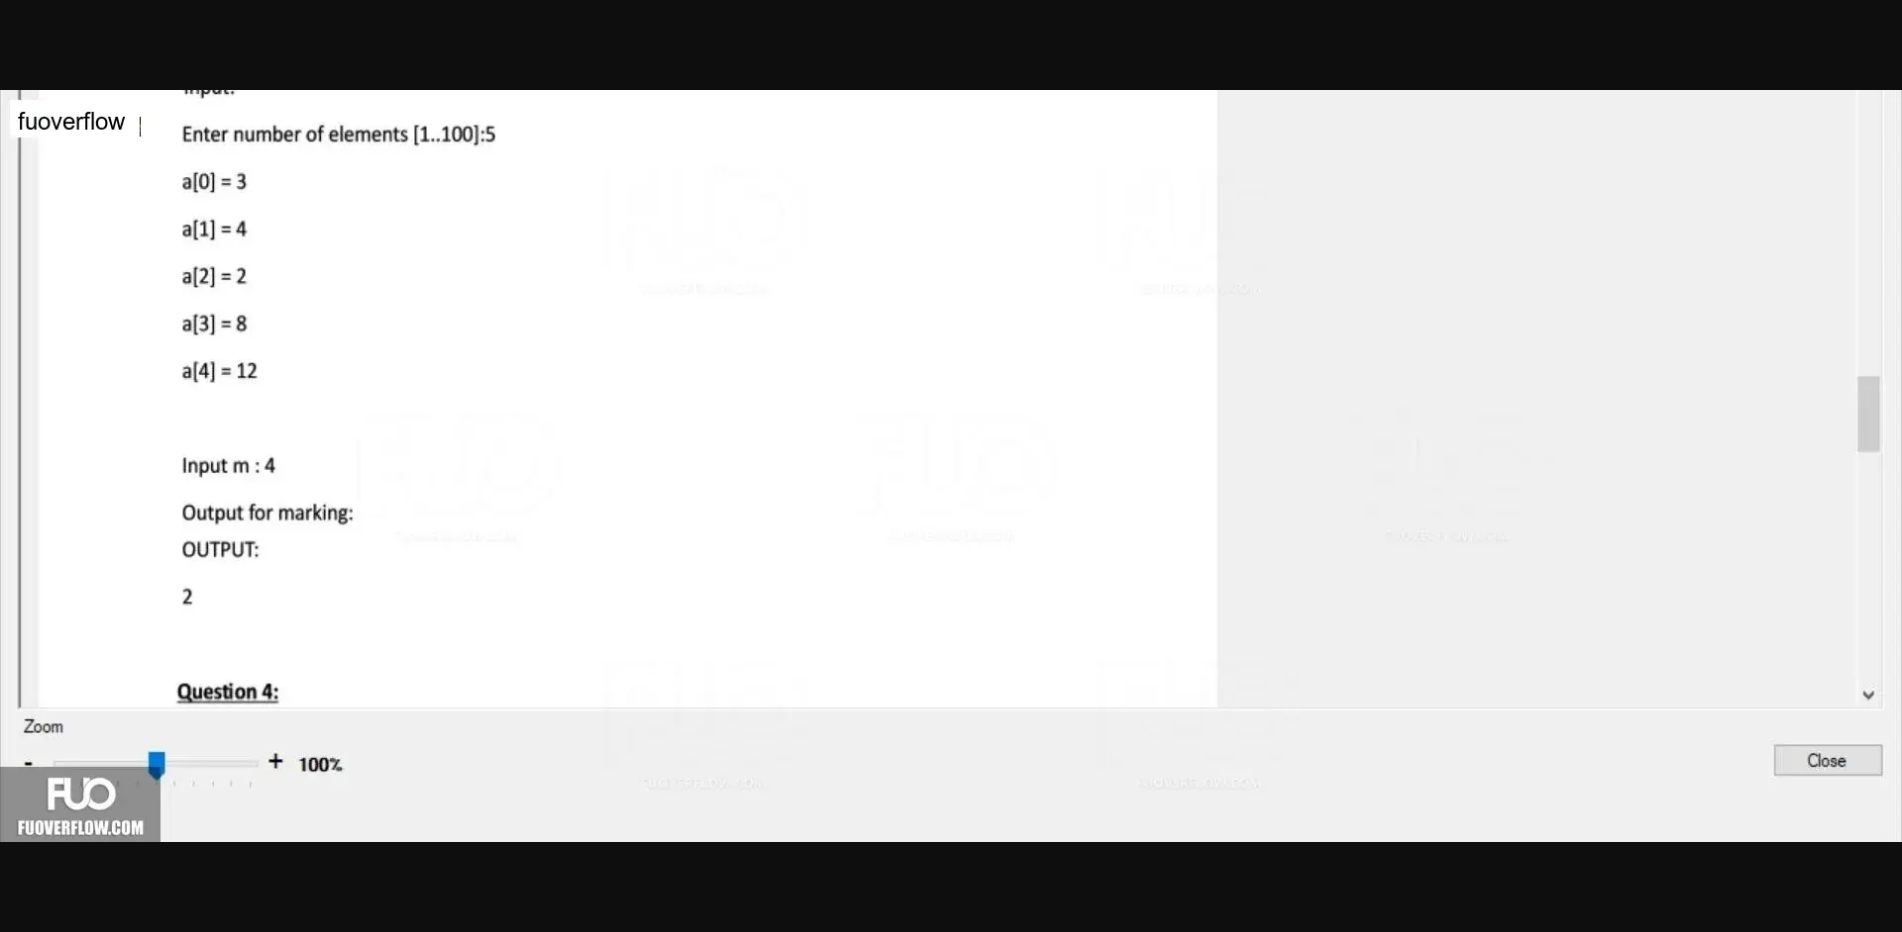 Input:
fuoverflow
Enter number of elements [1..100]:5
a[0] = 3
a[1] = 4
a[2] = 2
a[3] = 8
a[4] = 12
Input m : 4
Output for marking:
OUTPUT:
2
Question 4:
Zoom
- + 100%
Close
FUO
FUOVERFLOW.COM